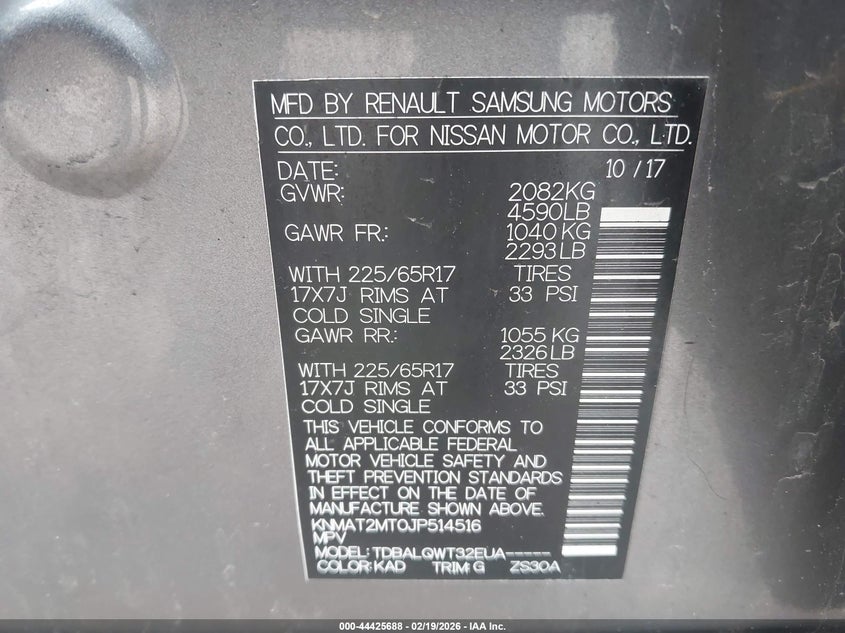 MFD BY RENAULT SAMSUNG MOTORS
CO., LTD. FOR NISSAN MOTOR CO., LTD.
DATE: 10 / 17
GVWR: 2082KG
4590LB
GAWR FR.: 1040 KG
2293 LB
WITH 225/65R17 TIRES
17X7J RIMS AT 33 PSI
COLD SINGLE
GAWR RR.: 1055 KG
2326 LB
WITH 225/65R17 TIRES
17X7J RIMS AT 33 PSI
COLD SINGLE
THIS VEHICLE CONFORMS TO
ALL APPLICABLE FEDERAL
MOTOR VEHICLE SAFETY AND
THEFT PREVENTION STANDARDS
IN EFFECT ON THE DATE OF
MANUFACTURE SHOWN ABOVE.
KNMAT2MT0JP514516
MPV
MODEL: TDBALQWT32EUA-----
COLOR: KAD TRIM: G ZS30A
000-44425688 - 02/19/2026 - IAA Inc.